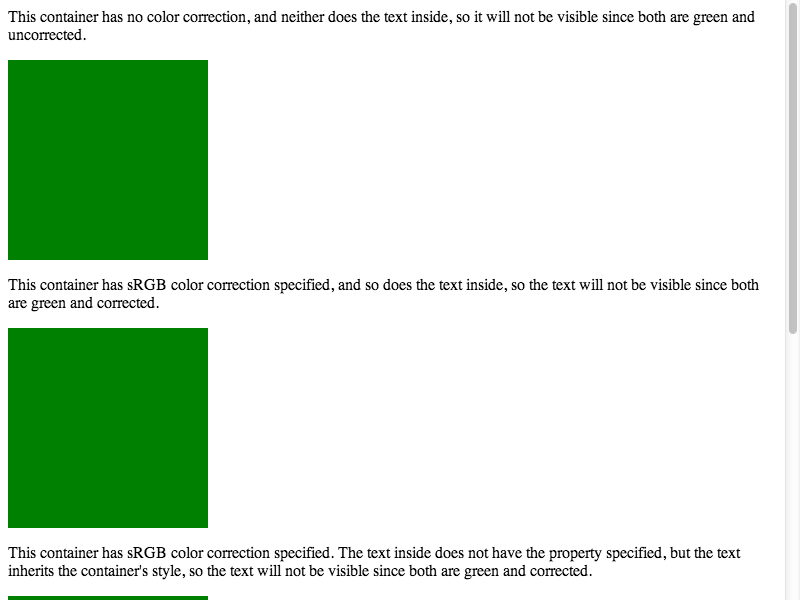 This container has no color correction, and neither does the text inside, so it will not be visible since both are green and
uncorrected.
This container has sRGB color correction specified, and so does the text inside, so the text will not be visible since both
are green and corrected.
This container has sRGB color correction specified. The text inside does not have the property specified, but the text
inherits the container's style, so the text will not be visible since both are green and corrected.